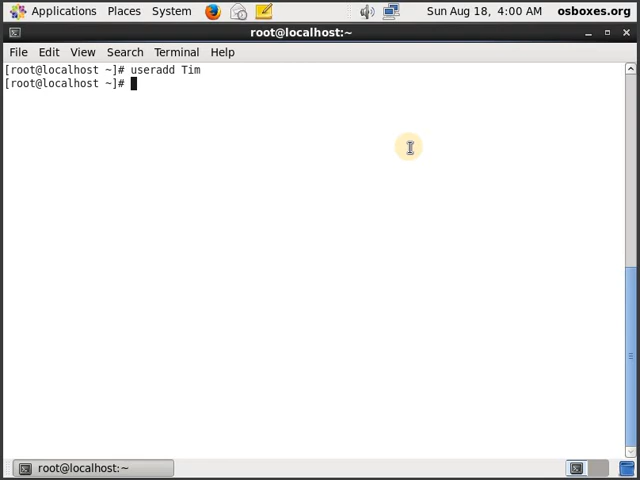 Applications Places System Sun Aug 18, 4:00 AM osboxes.org
root@localhost:~
File Edit View Search Terminal Help
[root@localhost ~]# useradd Tim
[root@localhost ~]#
root@localhost:~